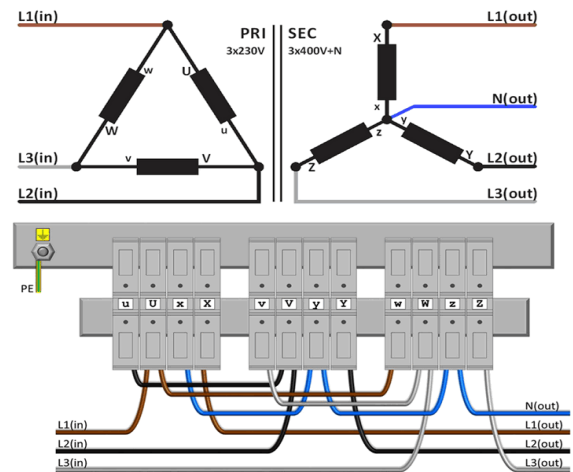 L1(in)
PRI
3x230V
SEC
3x400V+N
L1(out)
X
w
U
x
N(out)
W
u
z
y
L3(in)
v
V
Z
Y
L2(out)
L2(in)
L3(out)
PE
u U x X
v V y Y
w W z Z
N(out)
L1(in)
L1(out)
L2(in)
L2(out)
L3(in)
L3(out)